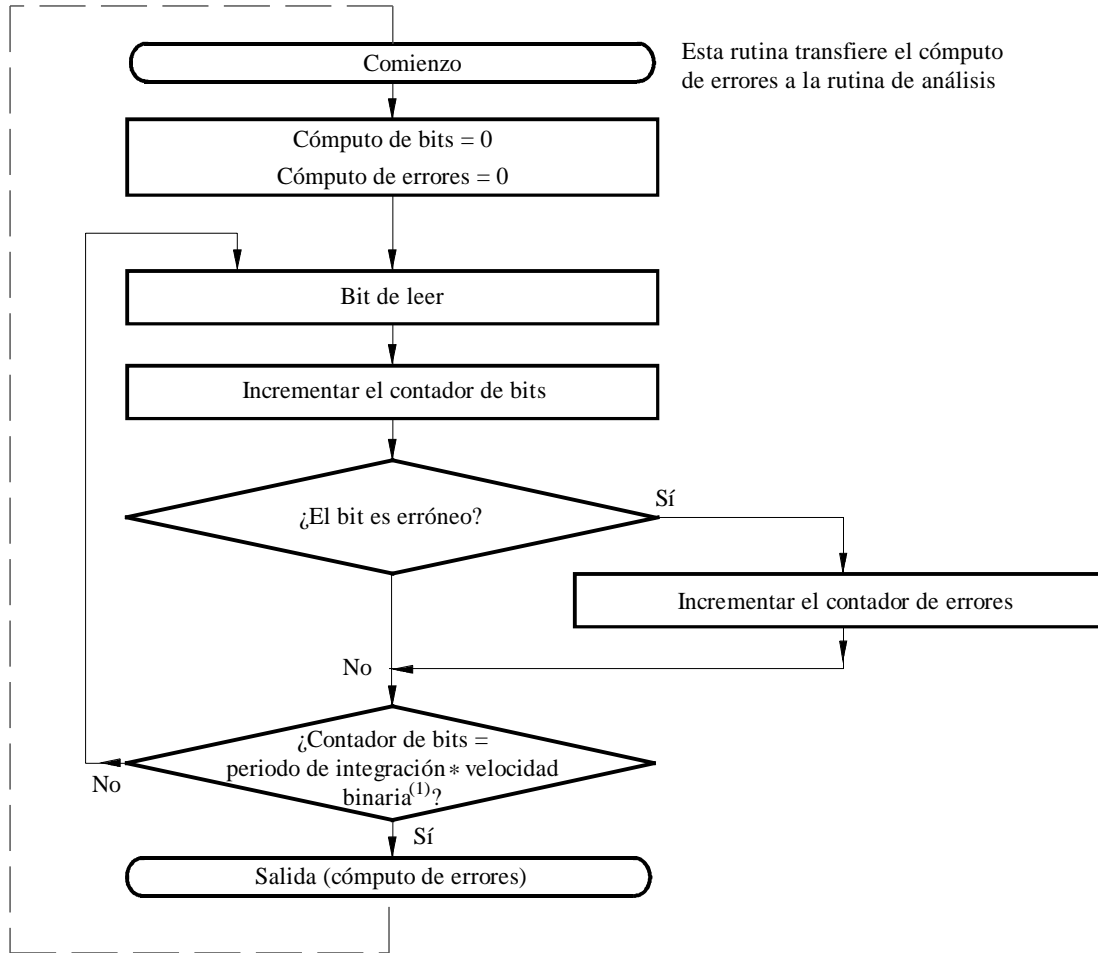 Comienzo
Esta rutina transfiere el cómputo
de errores a la rutina de análisis
Cómputo de bits = 0
Cómputo de errores = 0
Bit de leer
Incrementar el contador de bits
¿El bit es erróneo?
Sí
Incrementar el contador de errores
No
¿Contador de bits =
periodo de integración * velocidad
binaria(1)?
No
Sí
Salida (cómputo de errores)